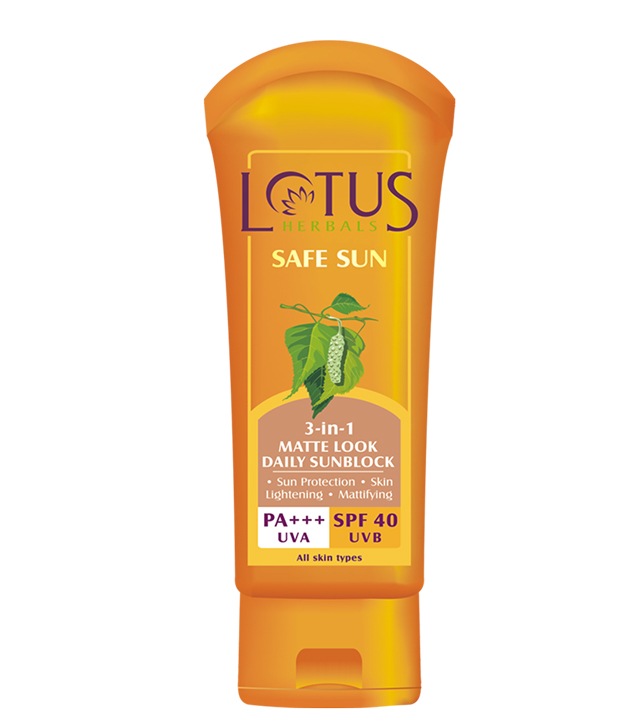 LOTUS
HERBALS
SAFE SUN
3-in-1
MATTE LOOK
DAILY SUNBLOCK
• Sun Protection • Skin
Lightening • Mattifying
PA+++ SPF 40
UVA UVB
All skin types